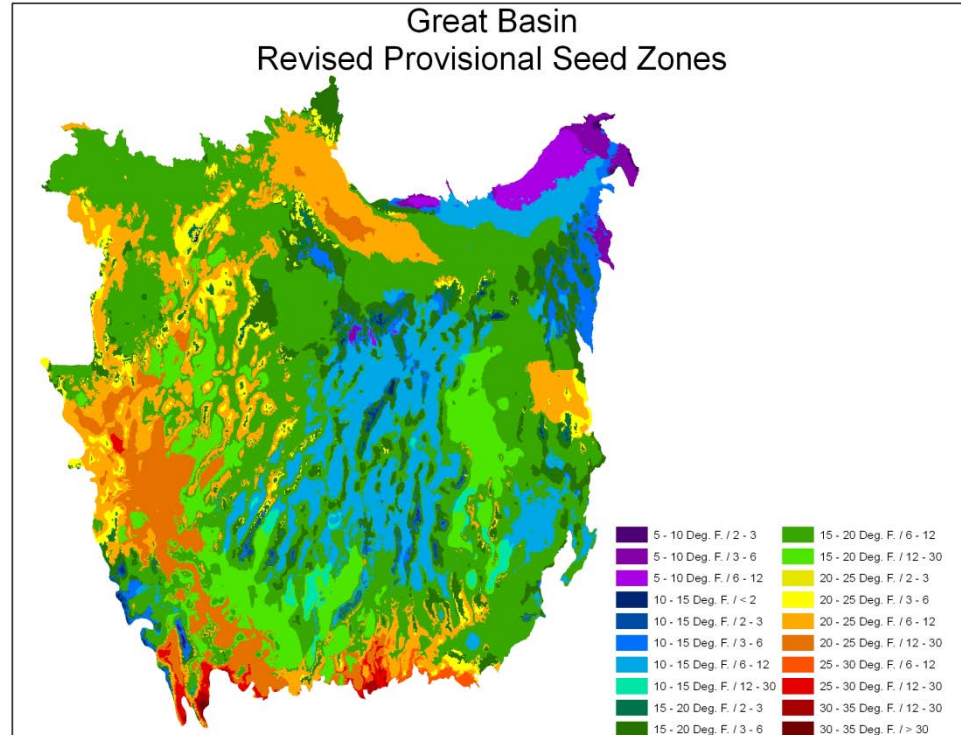 Great Basin
Revised Provisional Seed Zones
5 - 10 Deg. F. / 2 - 3
5 - 10 Deg. F. / 3 - 6
5 - 10 Deg. F. / 6 - 12
10 - 15 Deg. F. / < 2
10 - 15 Deg. F. / 2 - 3
10 - 15 Deg. F. / 3 - 6
10 - 15 Deg. F. / 6 - 12
10 - 15 Deg. F. / 12 - 30
15 - 20 Deg. F. / 2 - 3
15 - 20 Deg. F. / 3 - 6
15 - 20 Deg. F. / 6 - 12
15 - 20 Deg. F. / 12 - 30
20 - 25 Deg. F. / 2 - 3
20 - 25 Deg. F. / 3 - 6
20 - 25 Deg. F. / 6 - 12
20 - 25 Deg. F. / 12 - 30
25 - 30 Deg. F. / 6 - 12
25 - 30 Deg. F. / 12 - 30
30 - 35 Deg. F. / 12 - 30
30 - 35 Deg. F. / > 30